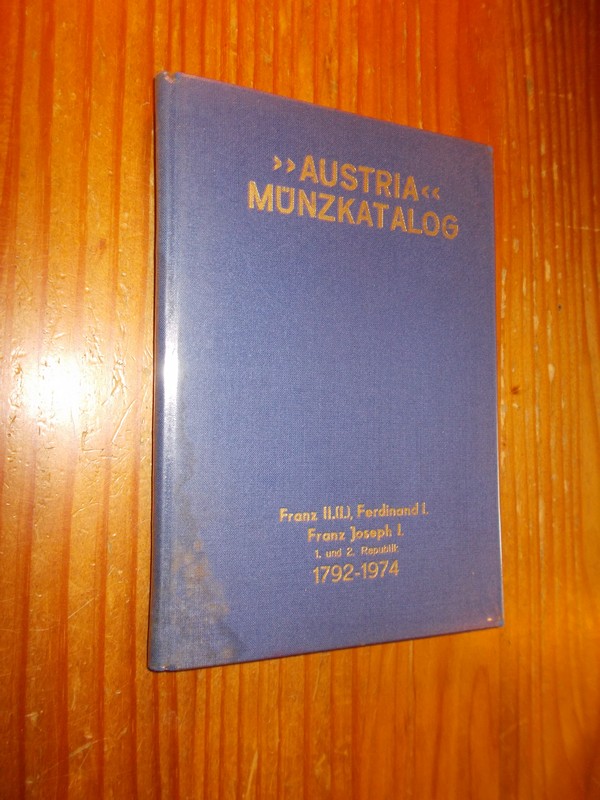 »AUSTRIA«
MÜNZKATALOG
Franz II.(I.), Ferdinand I.
Franz Joseph I.
1. und 2. Republik
1792-1974